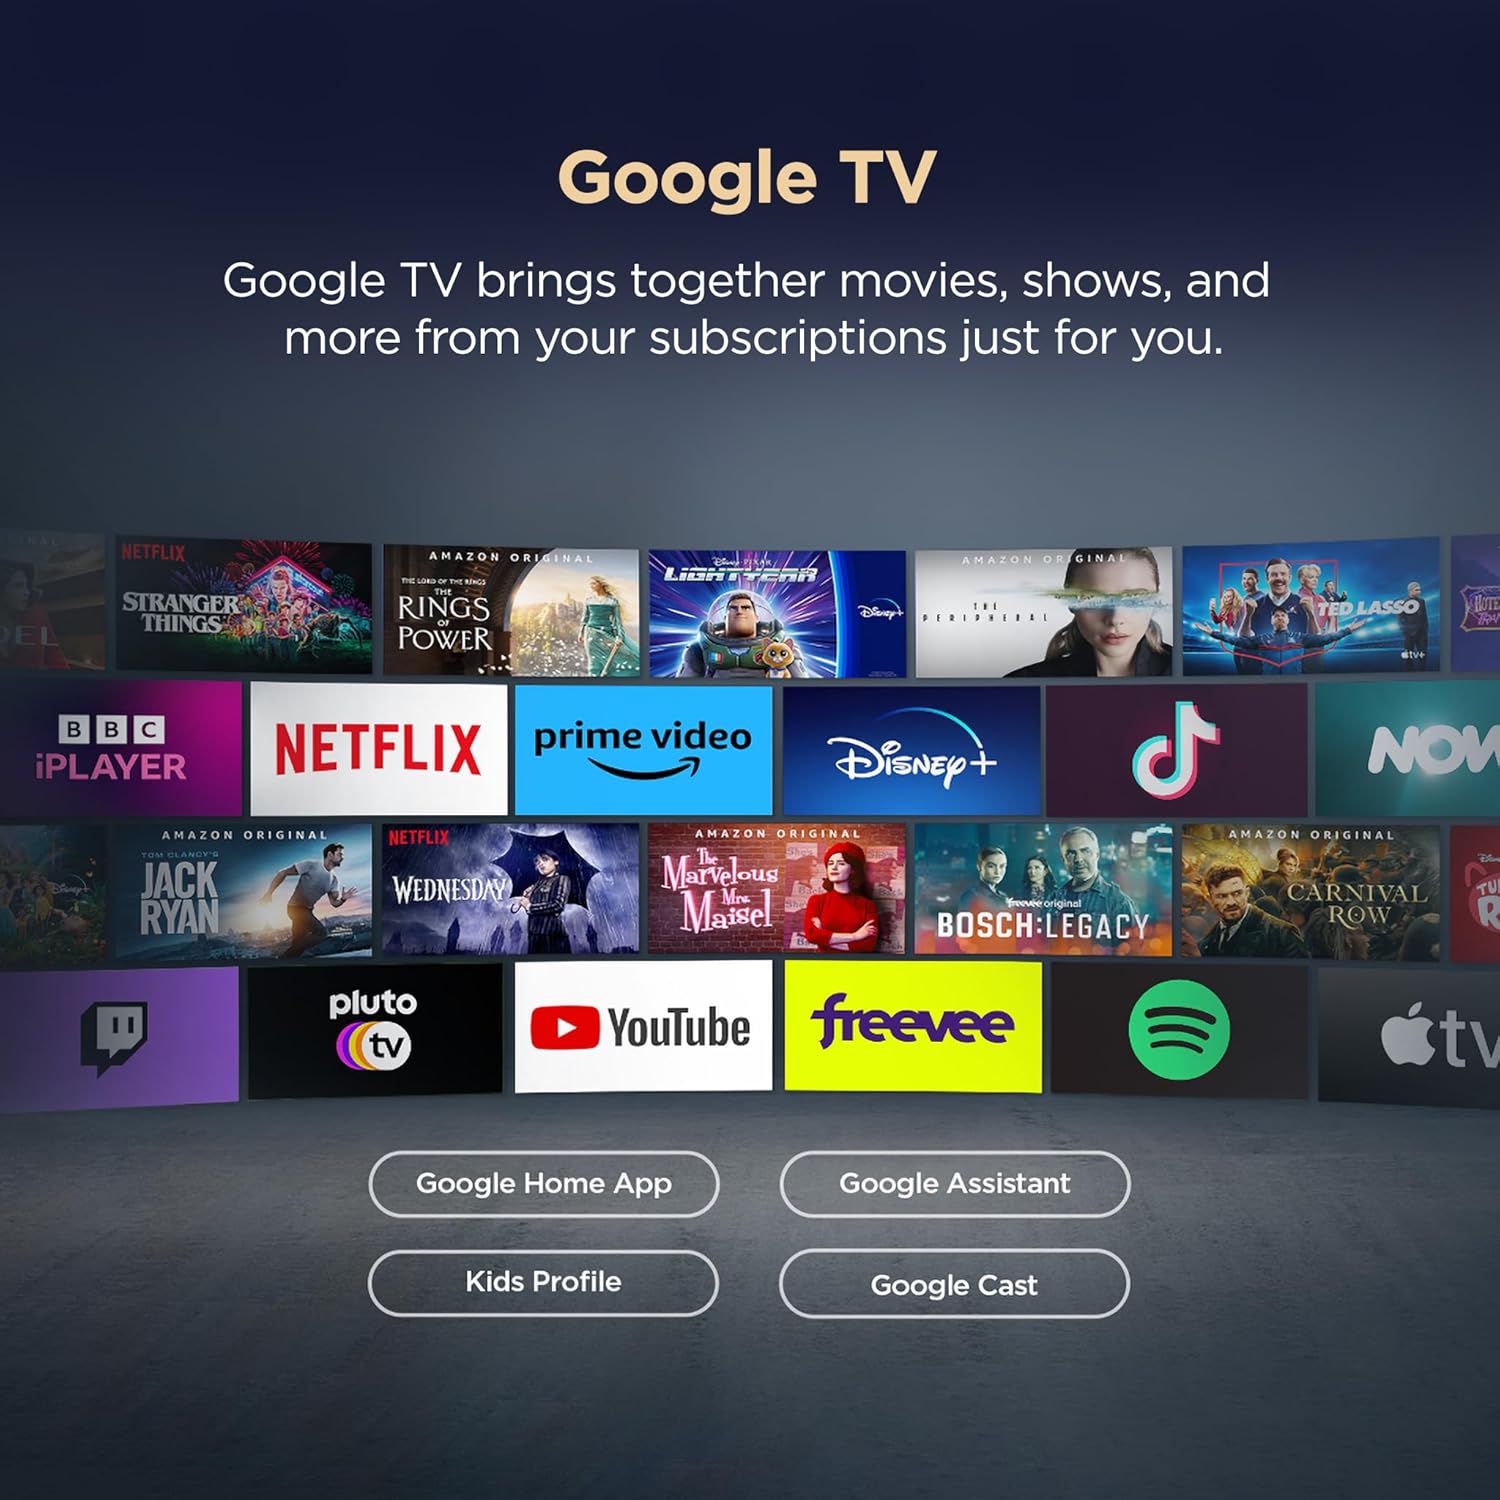 Google TV
Google TV brings together movies, shows, and
more from your subscriptions just for you.
NETFLIX
STRANGER
THINGS
AMAZON ORIGINAL
THE LORD OF THE RINGS
THE
RINGS
OF
POWER
Disney PIXAR
LIGHTYEAR
Disney+
AMAZON ORIGINAL
THE
PERIPHERAL
TED LASSO
tv+
BBC
iPLAYER
NETFLIX
prime video
Disney+
NOW
AMAZON ORIGINAL
TOM CLANCY'S
JACK
RYAN
NETFLIX
WEDNESDAY
AMAZON ORIGINAL
The
Marvelous
Mrs.
Maisel
freevee original
BOSCH:LEGACY
AMAZON ORIGINAL
CARNIVAL
ROW
pluto
tv
YouTube
freevee
tv
Google Home App
Google Assistant
Kids Profile
Google Cast